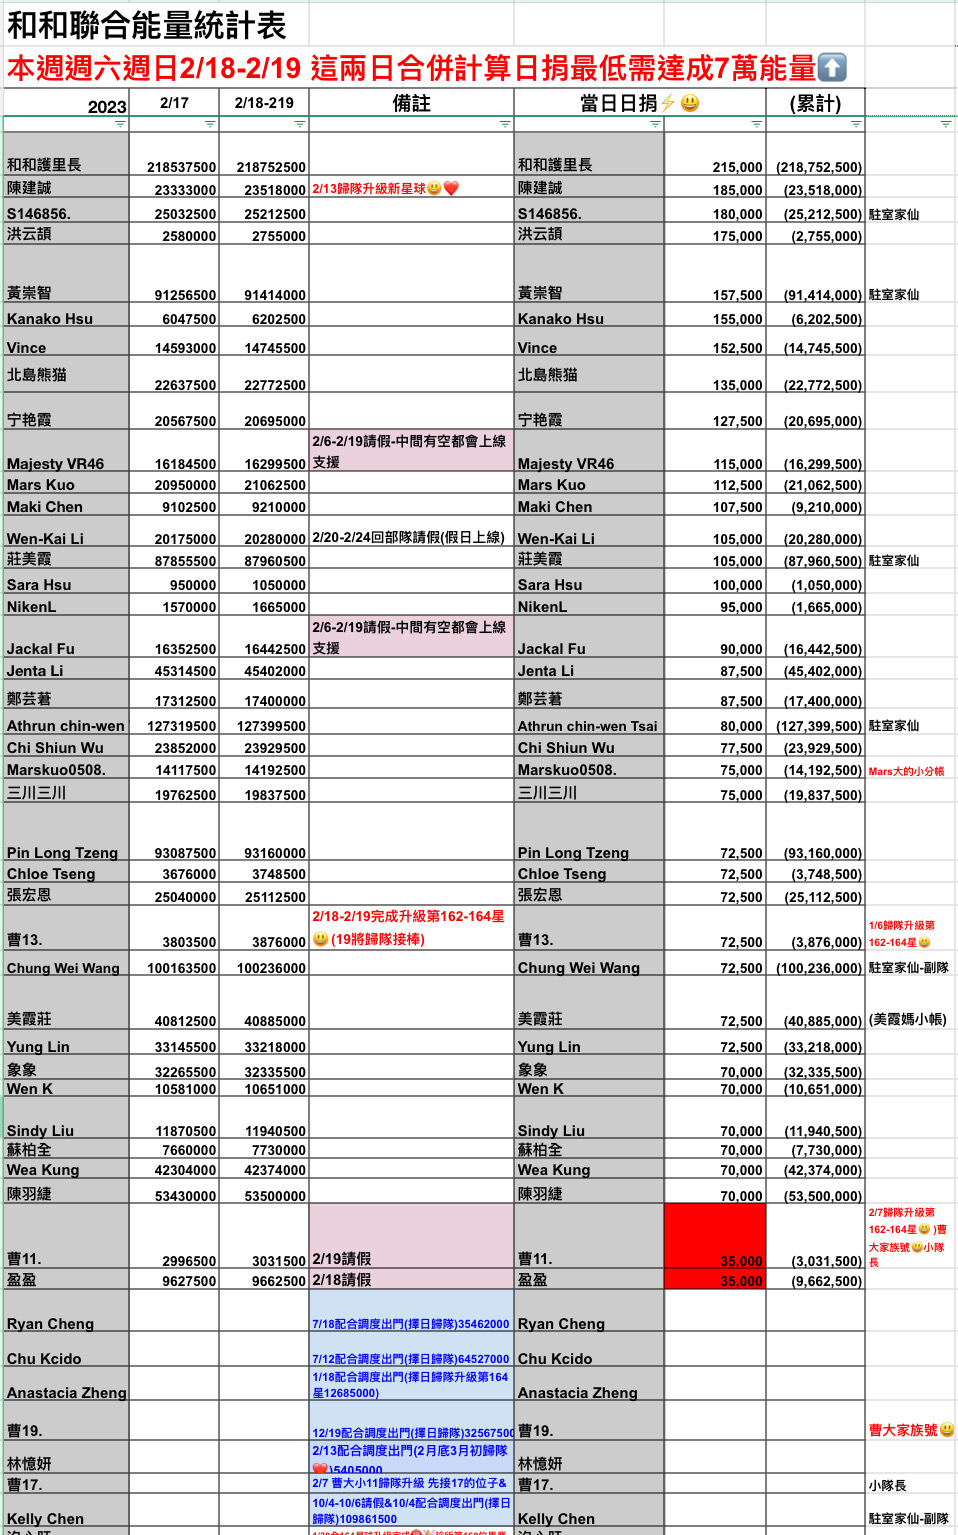 和和聯合能量統計表
本週週六週日2/18-2/19 這兩日合併計算日捐最低需達成7萬能量⬆️
2023 2/17 2/18-219 備註 當日日捐⚡😃 (累計)
和和護里長 218537500 218752500 和和護里長 215,000 (218,752,500)
陳建誠 23333000 23518000 2/13歸隊升級新星球😃❤️ 陳建誠 185,000 (23,518,000)
S146856. 25032500 25212500 S146856. 180,000 (25,212,500) 駐室家仙
洪云頡 2580000 2755000 洪云頡 175,000 (2,755,000)
黃崇智 91256500 91414000 黃崇智 157,500 (91,414,000) 駐室家仙
Kanako Hsu 6047500 6202500 Kanako Hsu 155,000 (6,202,500)
Vince 14593000 14745500 Vince 152,500 (14,745,500)
北島熊猫 22637500 22772500 北島熊猫 135,000 (22,772,500)
宁艳霞 20567500 20695000 宁艳霞 127,500 (20,695,000)
Majesty VR46 16184500 16299500 2/6-2/19請假-中間有空都會上線支援 Majesty VR46 115,000 (16,299,500)
Mars Kuo 20950000 21062500 Mars Kuo 112,500 (21,062,500)
Maki Chen 9102500 9210000 Maki Chen 107,500 (9,210,000)
Wen-Kai Li 20175000 20280000 2/20-2/24回部隊請假(假日上線) Wen-Kai Li 105,000 (20,280,000)
莊美霞 87855500 87960500 莊美霞 105,000 (87,960,500) 駐室家仙
Sara Hsu 950000 1050000 Sara Hsu 100,000 (1,050,000)
NikenL 1570000 1665000 NikenL 95,000 (1,665,000)
Jackal Fu 16352500 16442500 2/6-2/19請假-中間有空都會上線支援 Jackal Fu 90,000 (16,442,500)
Jenta Li 45314500 45402000 Jenta Li 87,500 (45,402,000)
鄭芸著 17312500 17400000 鄭芸著 87,500 (17,400,000)
Athrun chin-wen 127319500 127399500 Athrun chin-wen Tsai 80,000 (127,399,500) 駐室家仙
Chi Shiun Wu 23852000 23929500 Chi Shiun Wu 77,500 (23,929,500)
Marskuo0508. 14117500 14192500 Marskuo0508. 75,000 (14,192,500) Mars大的小分帳
三川三川 19762500 19837500 三川三川 75,000 (19,837,500)
Pin Long Tzeng 93087500 93160000 Pin Long Tzeng 72,500 (93,160,000)
Chloe Tseng 3676000 3748500 Chloe Tseng 72,500 (3,748,500)
張宏恩 25040000 25112500 張宏恩 72,500 (25,112,500)
曹13. 3803500 3876000 2/18-2/19完成升級第162-164星😃(19將歸隊接棒) 曹13. 72,500 (3,876,000) 1/6歸隊升級第162-164星😃
Chung Wei Wang 100163500 100236000 Chung Wei Wang 72,500 (100,236,000) 駐室家仙-副隊
美霞莊 40812500 40885000 美霞莊 72,500 (40,885,000) (美霞媽小帳)
Yung Lin 33145500 33218000 Yung Lin 72,500 (33,218,000)
象象 32265500 32335500 象象 70,000 (32,335,500)
Wen K 10581000 10651000 Wen K 70,000 (10,651,000)
Sindy Liu 11870500 11940500 Sindy Liu 70,000 (11,940,500)
蘇柏全 7660000 7730000 蘇柏全 70,000 (7,730,000)
Wea Kung 42304000 42374000 Wea Kung 70,000 (42,374,000)
陳羽緁 53430000 53500000 陳羽緁 70,000 (53,500,000)
曹11. 2996500 3031500 2/19請假 曹11. 35,000 (3,031,500) 2/7歸隊升級第162-164星😃)曹大家族號😃小隊長
盈盈 9627500 9662500 2/18請假 盈盈 35,000 (9,662,500)
Ryan Cheng 7/18配合調度出門(擇日歸隊)35462000 Ryan Cheng
Chu Kcido 7/12配合調度出門(擇日歸隊)64527000 Chu Kcido
Anastacia Zheng 1/18配合調度出門(擇日歸隊升級第164星12685000) Anastacia Zheng
曹19. 12/19配合調度出門(擇日歸隊)32567500 曹19. 曹大家族號😃
林憶妍 2/13配合調度出門(2月底3月初歸隊❤️)5405000 林憶妍
曹17. 2/7 曹大小11歸隊升級 先接17的位子& 曹17. 小隊長
Kelly Chen 10/4-10/6請假&10/4配合調度出門(擇日歸隊)109861500 Kelly Chen 駐室家仙-副隊